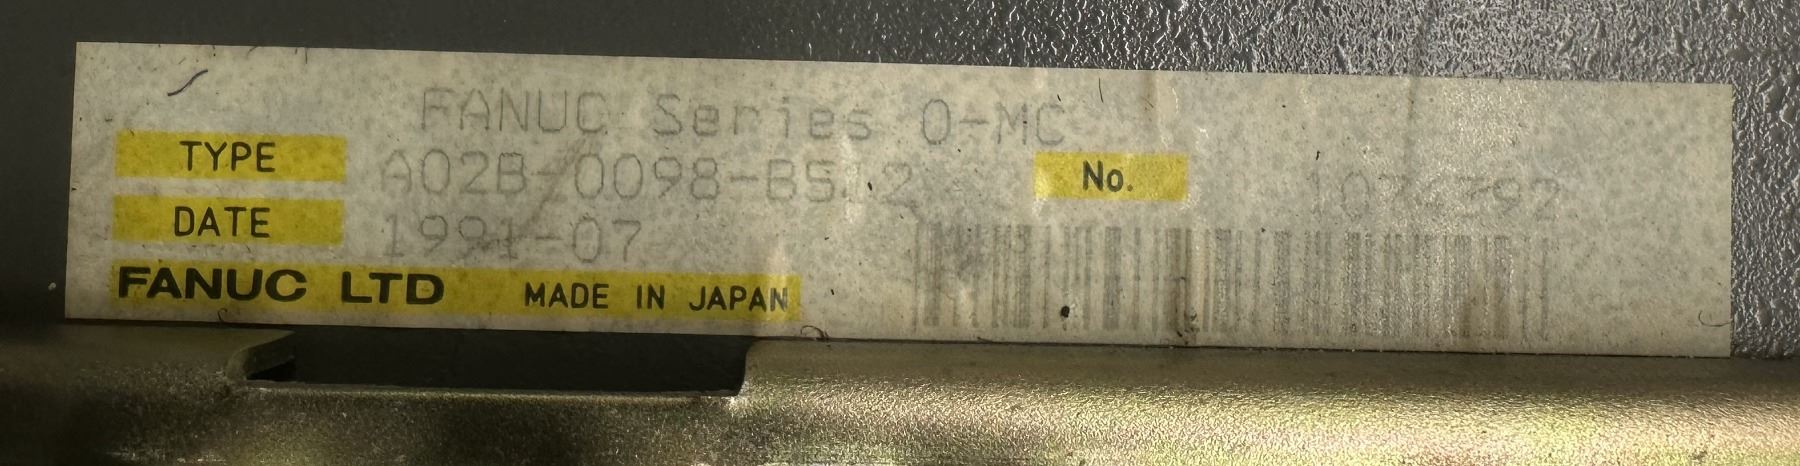 FANUC Series 0-MC
TYPE A02B-0098-B512 No.
DATE 1991-07
FANUC LTD MADE IN JAPAN